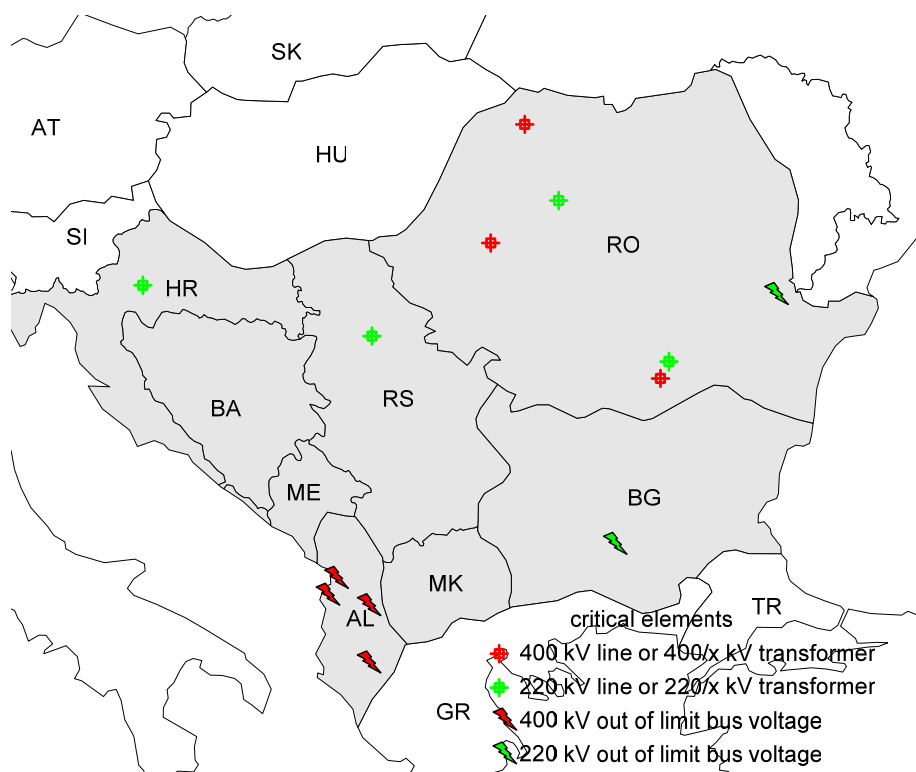 SK
AT
HU
SI
RO
HR
RS
BA
ME
BG
MK
TR
AL
critical elements
400 kV line or 400/x kV transformer
220 kV line or 220/x kV transformer
GR
400 kV out of limit bus voltage
220 kV out of limit bus voltage